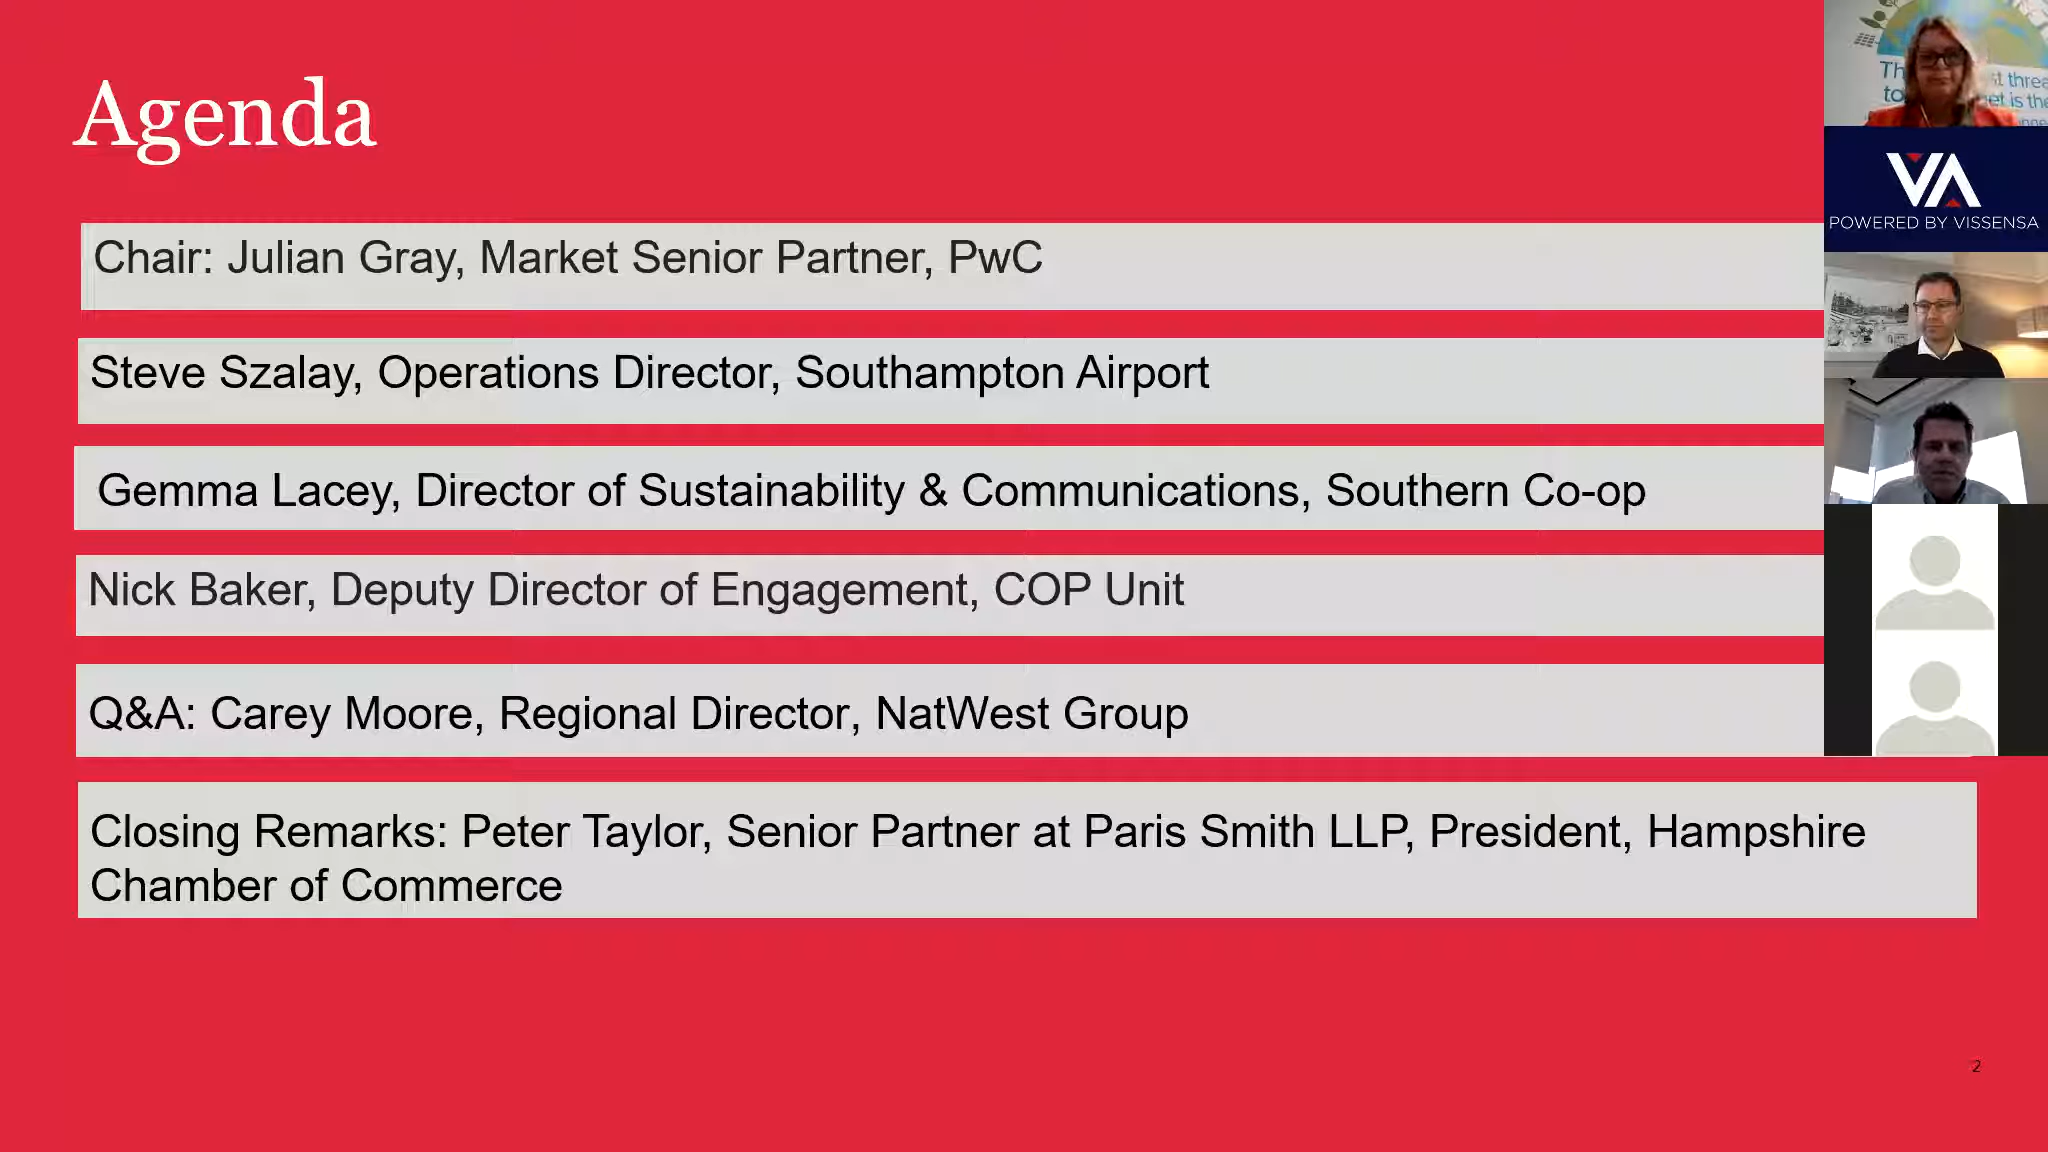 Agenda
Chair: Julian Gray, Market Senior Partner, PwC
Steve Szalay, Operations Director, Southampton Airport
Gemma Lacey, Director of Sustainability & Communications, Southern Co-op
Nick Baker, Deputy Director of Engagement, COP Unit
Q&A: Carey Moore, Regional Director, NatWest Group
Closing Remarks: Peter Taylor, Senior Partner at Paris Smith LLP, President, Hampshire
Chamber of Commerce
VA
POWERED BY VISSENSA
is the
2